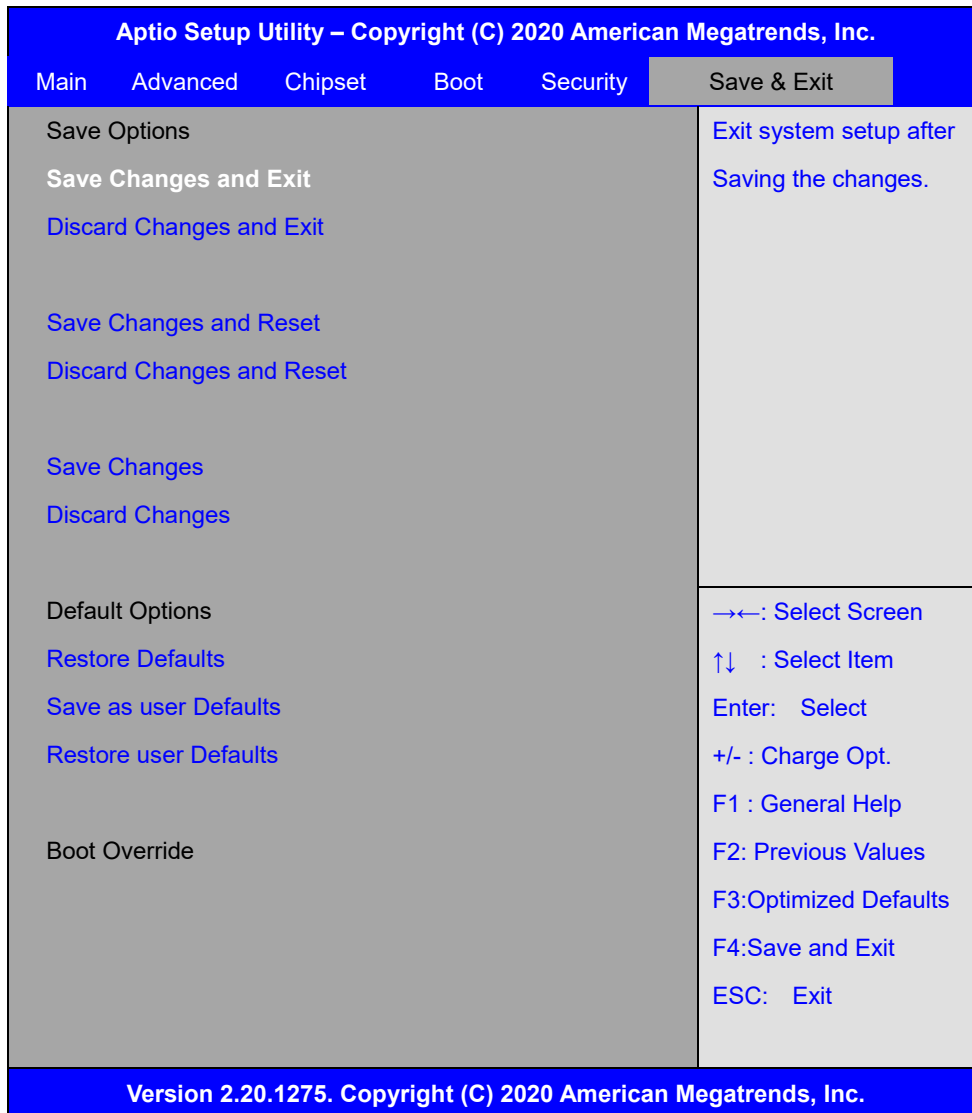 Aptio Setup Utility – Copyright (C) 2020 American Megatrends, Inc.
Main Advanced Chipset Boot Security Save & Exit
Save Options
Save Changes and Exit
Discard Changes and Exit
Save Changes and Reset
Discard Changes and Reset
Save Changes
Discard Changes
Default Options
Restore Defaults
Save as user Defaults
Restore user Defaults
Boot Override
Exit system setup after
Saving the changes.
→←: Select Screen
↑↓ : Select Item
Enter: Select
+/- : Charge Opt.
F1 : General Help
F2: Previous Values
F3:Optimized Defaults
F4:Save and Exit
ESC: Exit
Version 2.20.1275. Copyright (C) 2020 American Megatrends, Inc.